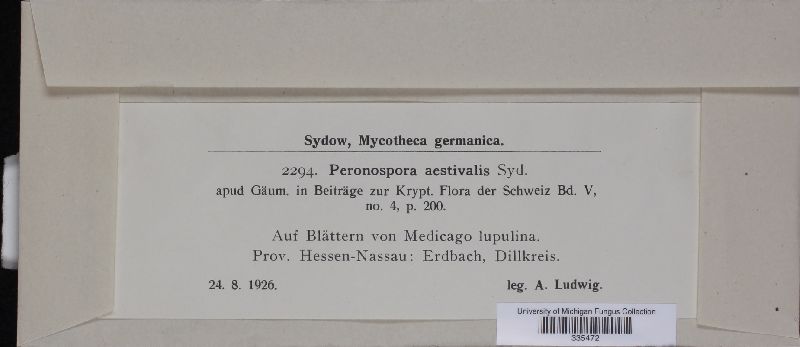 Sydow, Mycotheca germanica.
2294. Peronospora aestivalis Syd.
apud Gäum. in Beiträge zur Krypt. Flora der Schweiz Bd. V,
no. 4, p. 200.
Auf Blättern von Medicago lupulina.
Prov. Hessen-Nassau: Erdbach, Dillkreis.
24. 8. 1926. leg. A. Ludwig.
University of Michigan Fungus Collection
335472